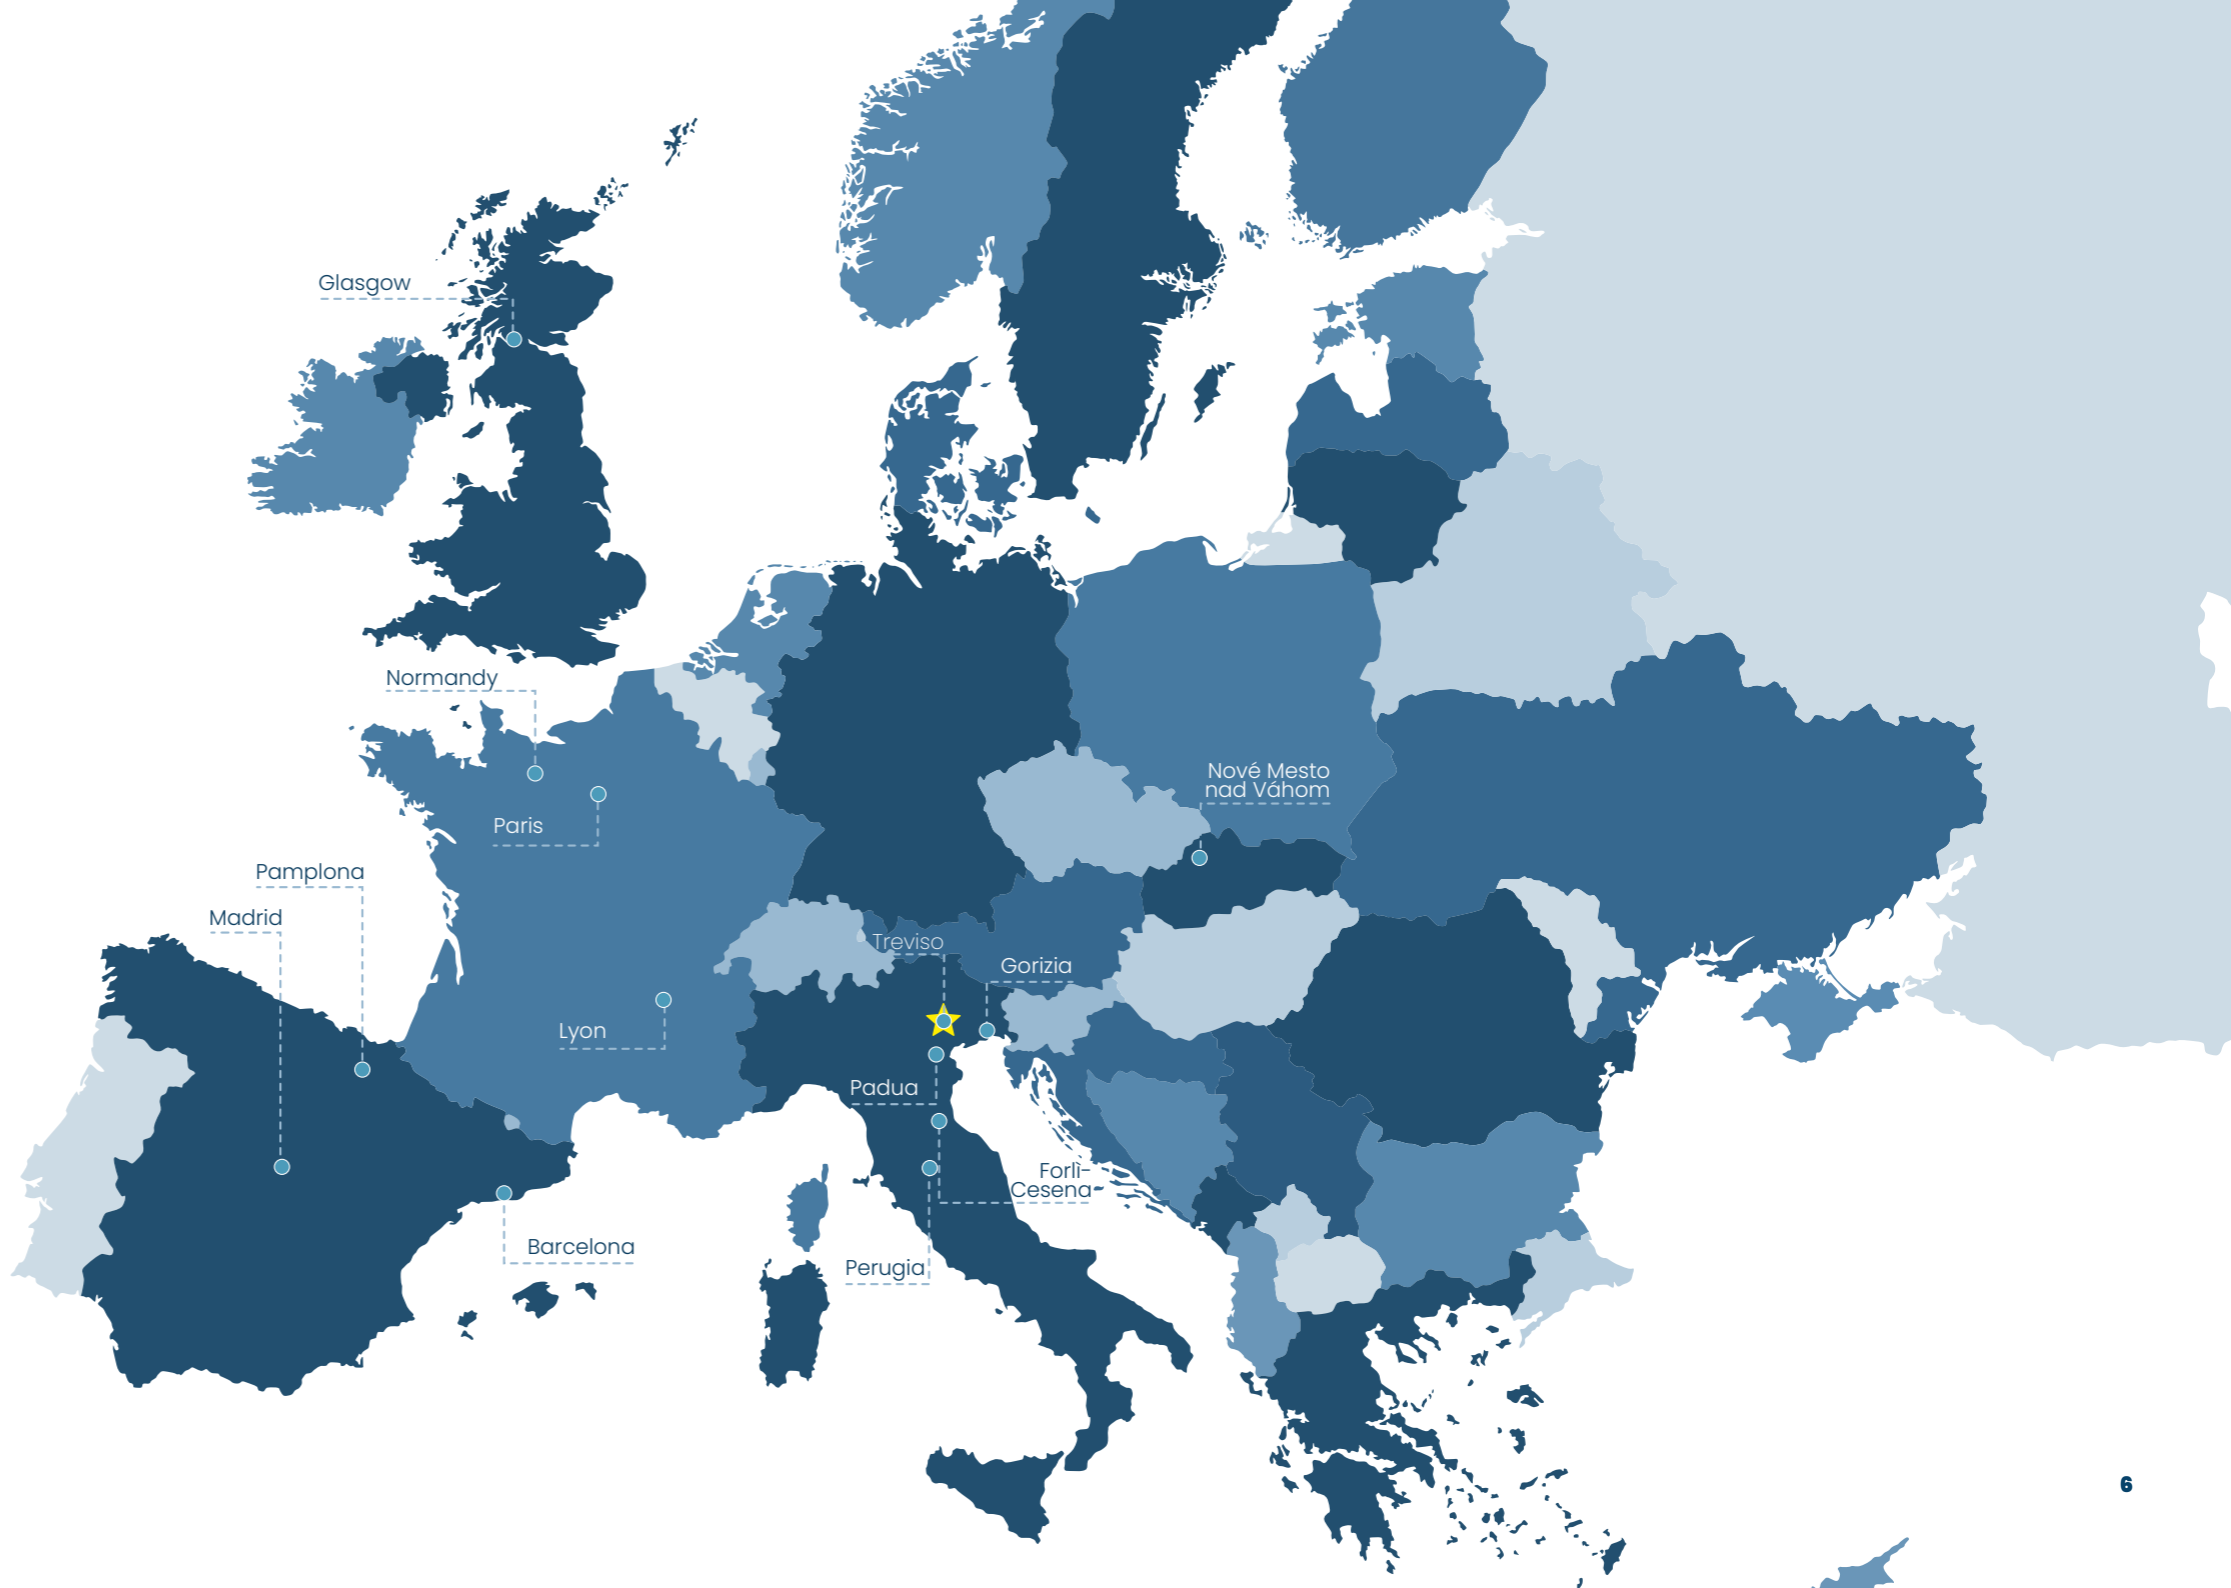 Glasgow
Normandy
Nové Mesto
nad Váhom
Paris
Pamplona
Madrid
Treviso
Gorizia
Lyon
Padua
Forlì-
Cesena
Barcelona
Perugia
6